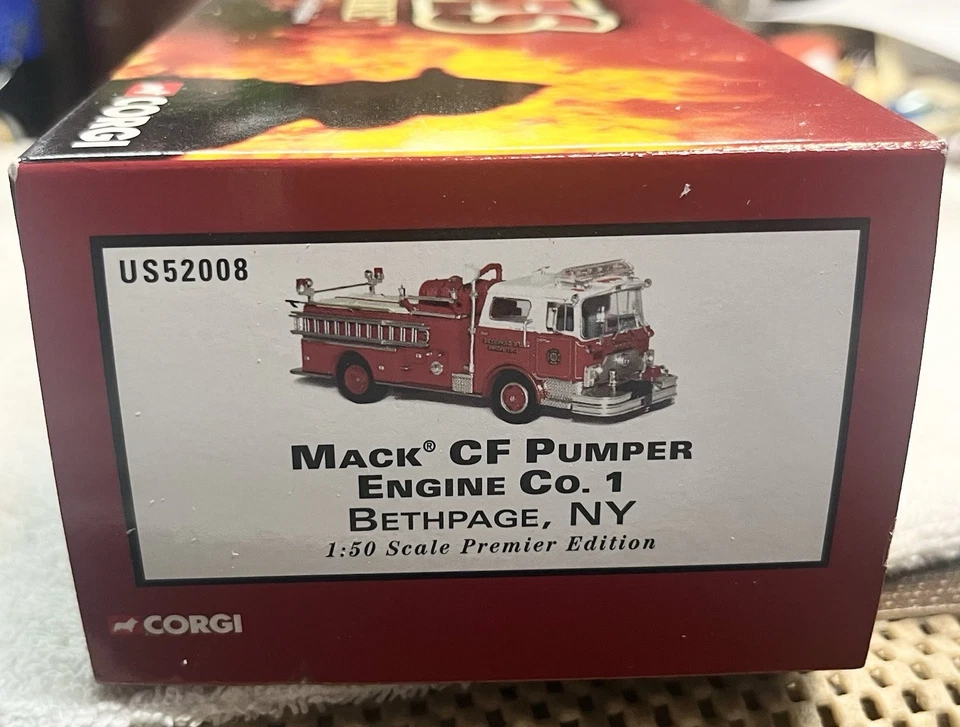 CORGI
US52008
MACK® CF PUMPER
ENGINE CO. 1
BETHPAGE, NY
1:50 Scale Premier Edition
CORGI